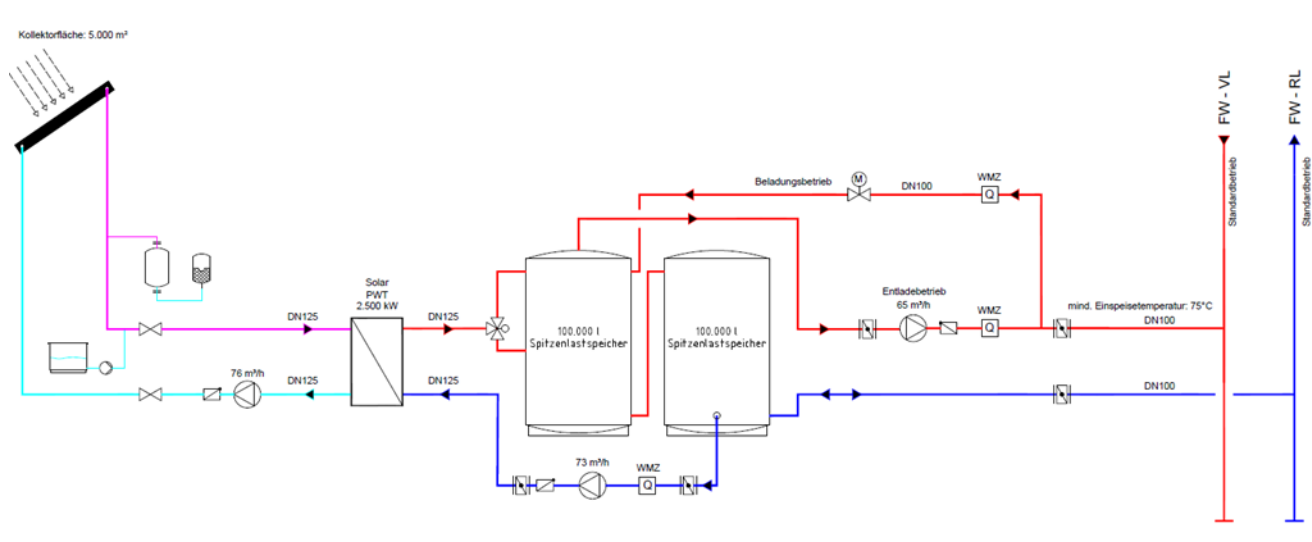 Kollektorfläche: 5.000 m²
FW - VL
FW - RL
Standardbetrieb
Standardbetrieb
Beladungsbetrieb
M
DN100
WMZ
Q
Solar
PWT
2.500 kW
DN125
DN125
100.000 l
Spitzenlastspeicher
100.000 l
Spitzenlastspeicher
Entladebetrieb
65 m³/h
WMZ
Q
mind. Einspeisetemperatur: 75°C
DN100
76 m³/h
DN125
DN125
DN100
73 m³/h
WMZ
Q